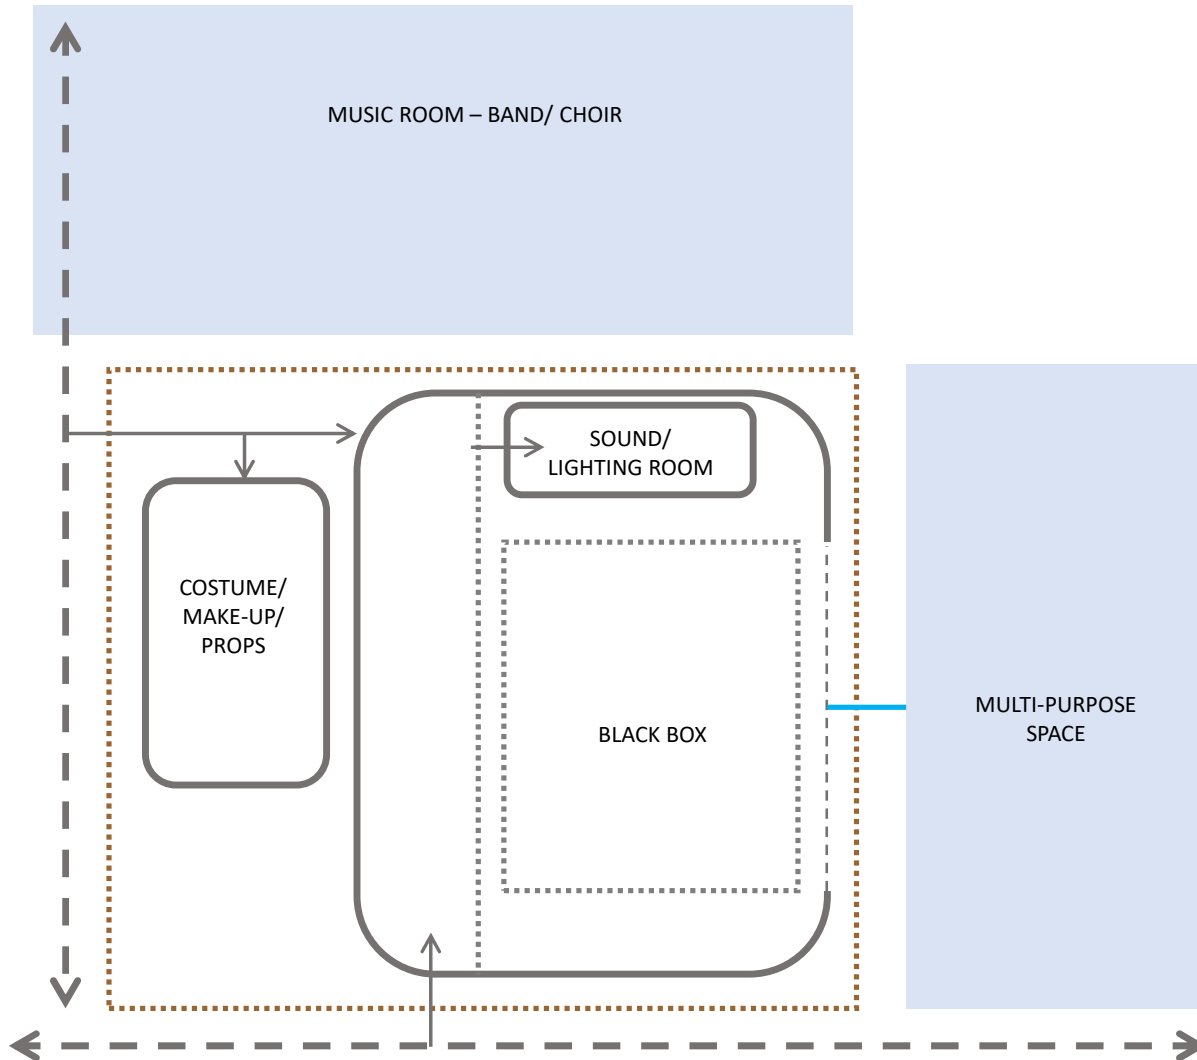 MUSIC ROOM – BAND/ CHOIR
SOUND/
LIGHTING ROOM
COSTUME/
MAKE-UP/
PROPS
BLACK BOX
MULTI-PURPOSE
SPACE